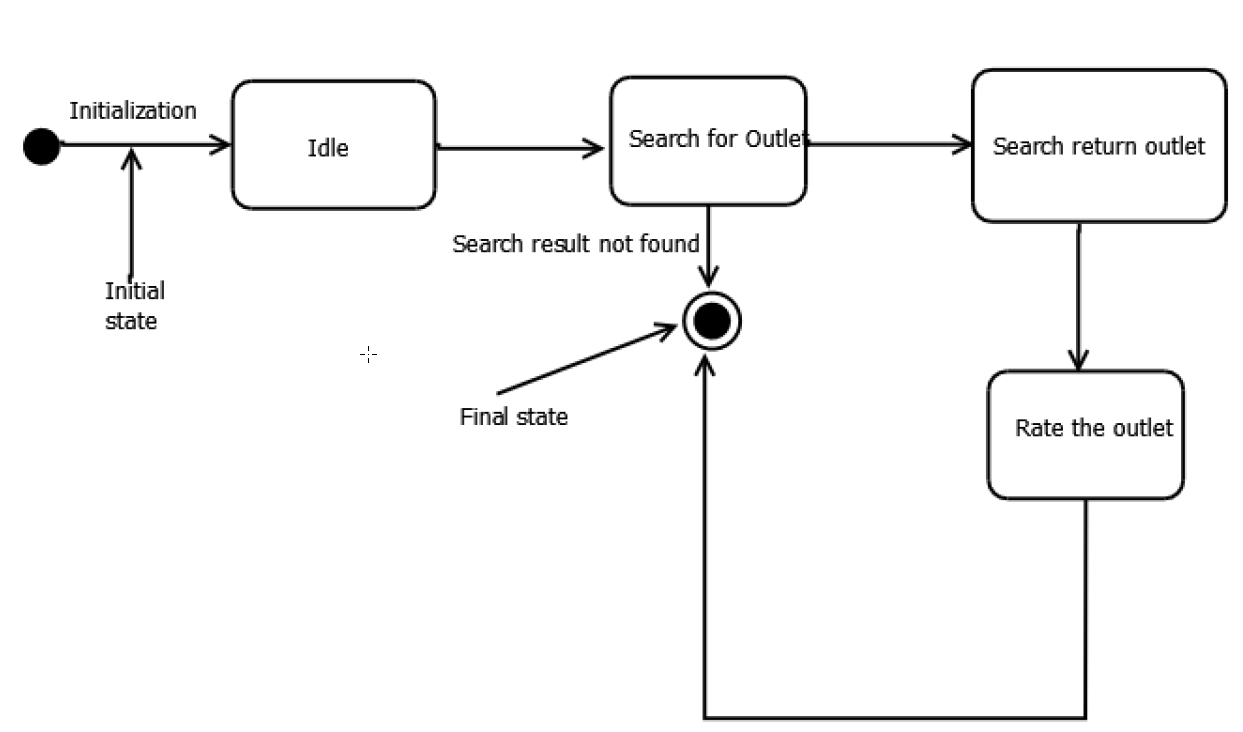 Initialization
Idle
Search for Outlet
Search return outlet
Search result not found
Initial
state
Final state
Rate the outlet